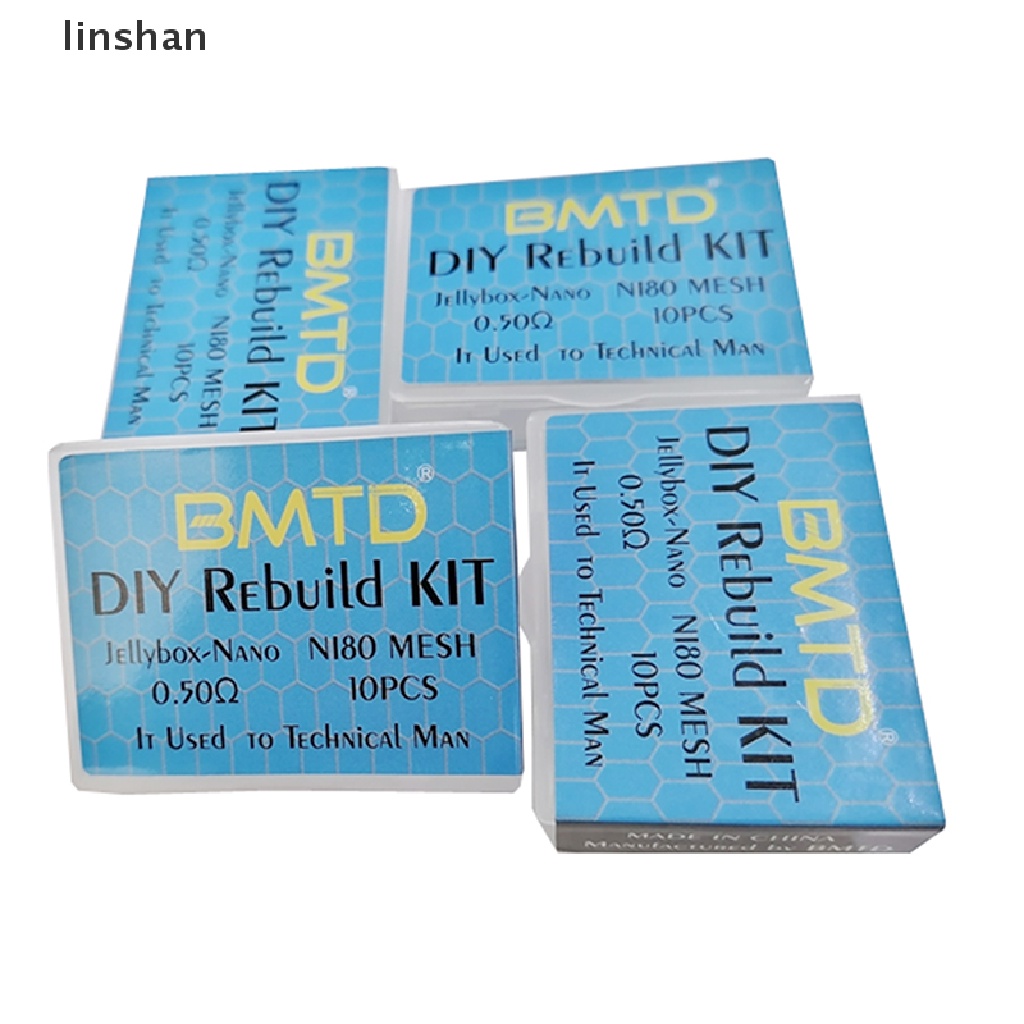 linshan
BMTD
DIY Rebuild KIT
Jellybox-Nano NI80 MESH
0.50Ω 10PCS
It Used to Technical Man
BMTD®
DIY Rebuild KIT
Jellybox-Nano NI80 MESH
0.50Ω 10PCS
It Used to Technical Man
BMTD®
DIY Rebuild KIT
Jellybox-Nano NI80 MESH
0.50Ω 10PCS
It Used to Technical Man
BMTD®
DIY Rebuild KIT
Jellybox-Nano NI80 MESH
0.50Ω 10PCS
It Used to Technical Man
MADE IN CHINA
Manufactured by BMTD